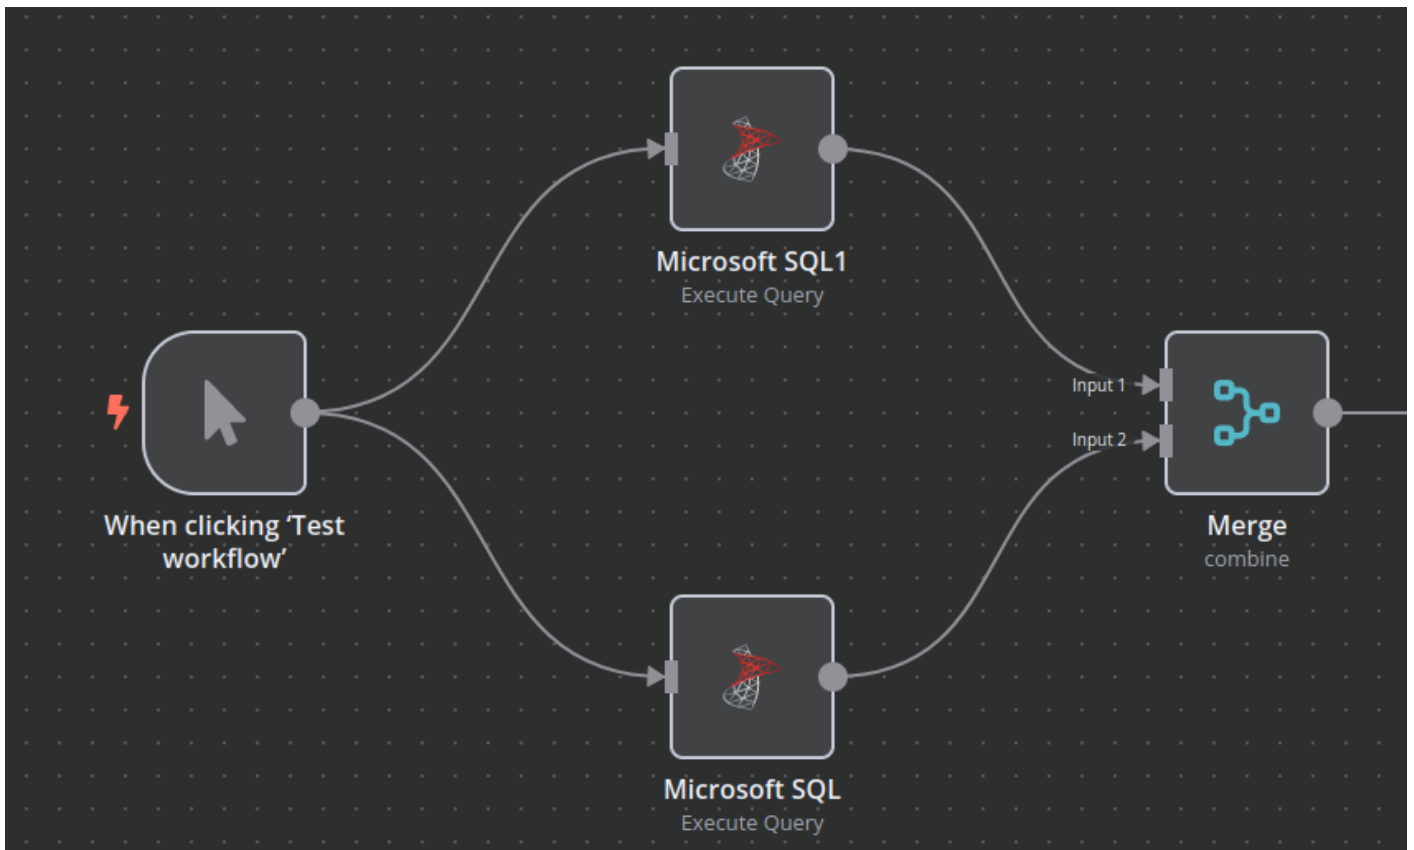 Microsoft SQL1
Execute Query
Input 1
Input 2
When clicking ‘Test
workflow’
Merge
combine
Microsoft SQL
Execute Query